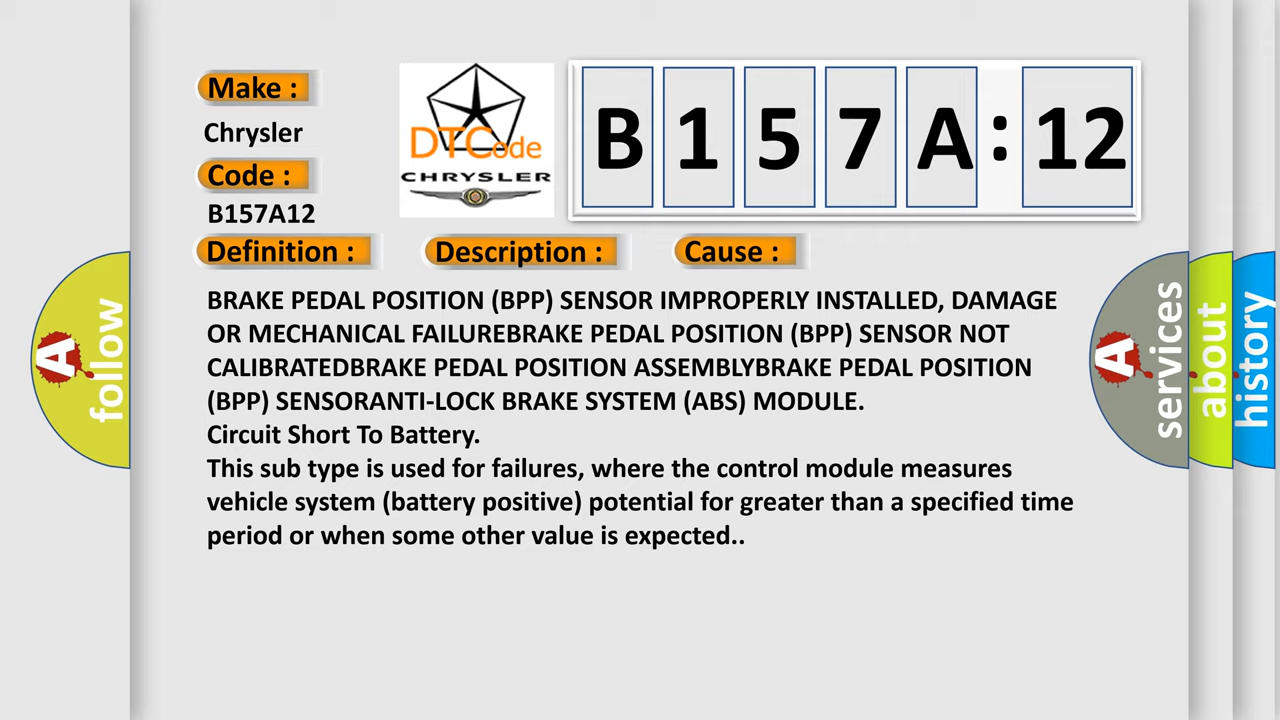 Make :
Chrysler
Code :
B157A12
DTCode
CHRYSLER
B 1 5 7 A : 12
Definition :
Description :
Cause :
BRAKE PEDAL POSITION (BPP) SENSOR IMPROPERLY INSTALLED, DAMAGE
OR MECHANICAL FAILUREBRAKE PEDAL POSITION (BPP) SENSOR NOT
CALIBRATEDBRAKE PEDAL POSITION ASSEMBLYBRAKE PEDAL POSITION
(BPP) SENSORANTI-LOCK BRAKE SYSTEM (ABS) MODULE.
Circuit Short To Battery.
This sub type is used for failures, where the control module measures
vehicle system (battery positive) potential for greater than a specified time
period or when some other value is expected..
A follow
A services
about
history